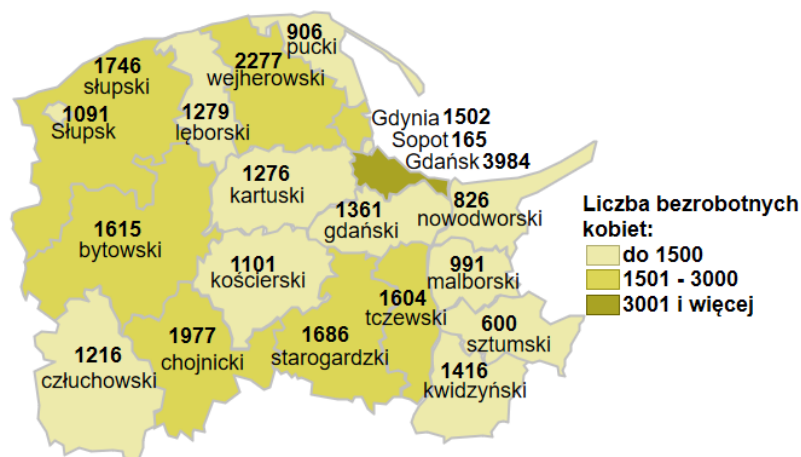 906
pucki
1746
słupski
2277
wejherowski
1091
Słupsk
1279
lęborski
Gdynia 1502
Sopot 165
Gdańsk 3984
1276
kartuski
1361
gdański
826
nowodworski
1615
bytowski
1101
kościerski
991
malborski
1604
tczewski
600
sztumski
1216
człuchowski
1977
chojnicki
1686
starogardzki
1416
kwidzyński
Liczba bezrobotnych
kobiet:
do 1500
1501 - 3000
3001 i więcej